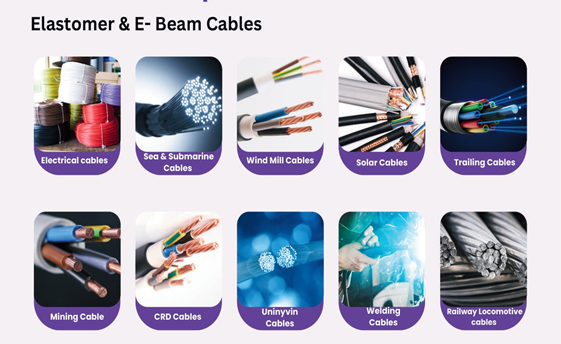 Elastomer & E- Beam Cables
Electrical cables
Sea & Submarine
Cables
Wind Mill Cables
Solar Cables
Trailing Cables
Mining Cable
CRD Cables
Uninyvin
Cables
Welding
Cables
Railway Locomotive
cables